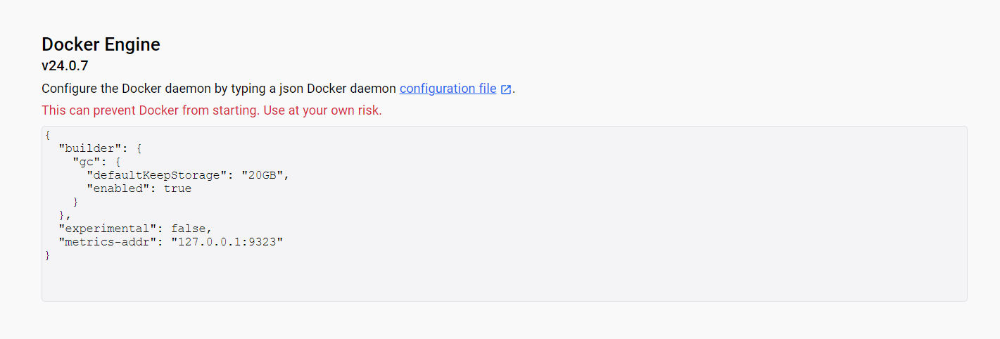 Docker Engine
v24.0.7
Configure the Docker daemon by typing a json Docker daemon configuration file.
This can prevent Docker from starting. Use at your own risk.
{
  "builder": {
    "gc": {
      "defaultKeepStorage": "20GB",
      "enabled": true
    }
  },
  "experimental": false,
  "metrics-addr": "127.0.0.1:9323"
}